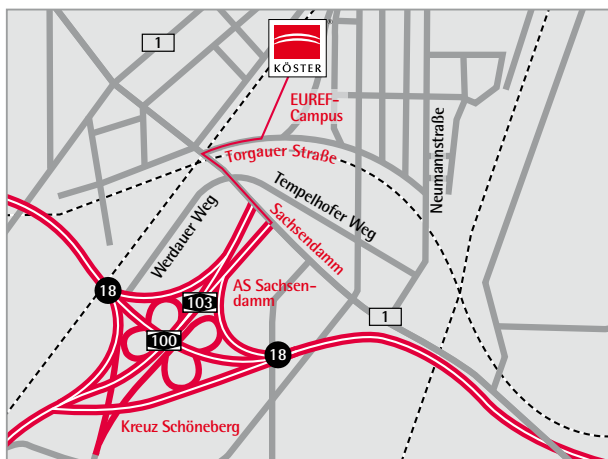 1
KÖSTER
EUREF-
Campus
Torgauer Straße
Neumannstraße
Tempelhofer Weg
Werdauer Weg
Sachsendamm
AS Sachsen-
damm
18
103
1
100
18
Kreuz Schöneberg